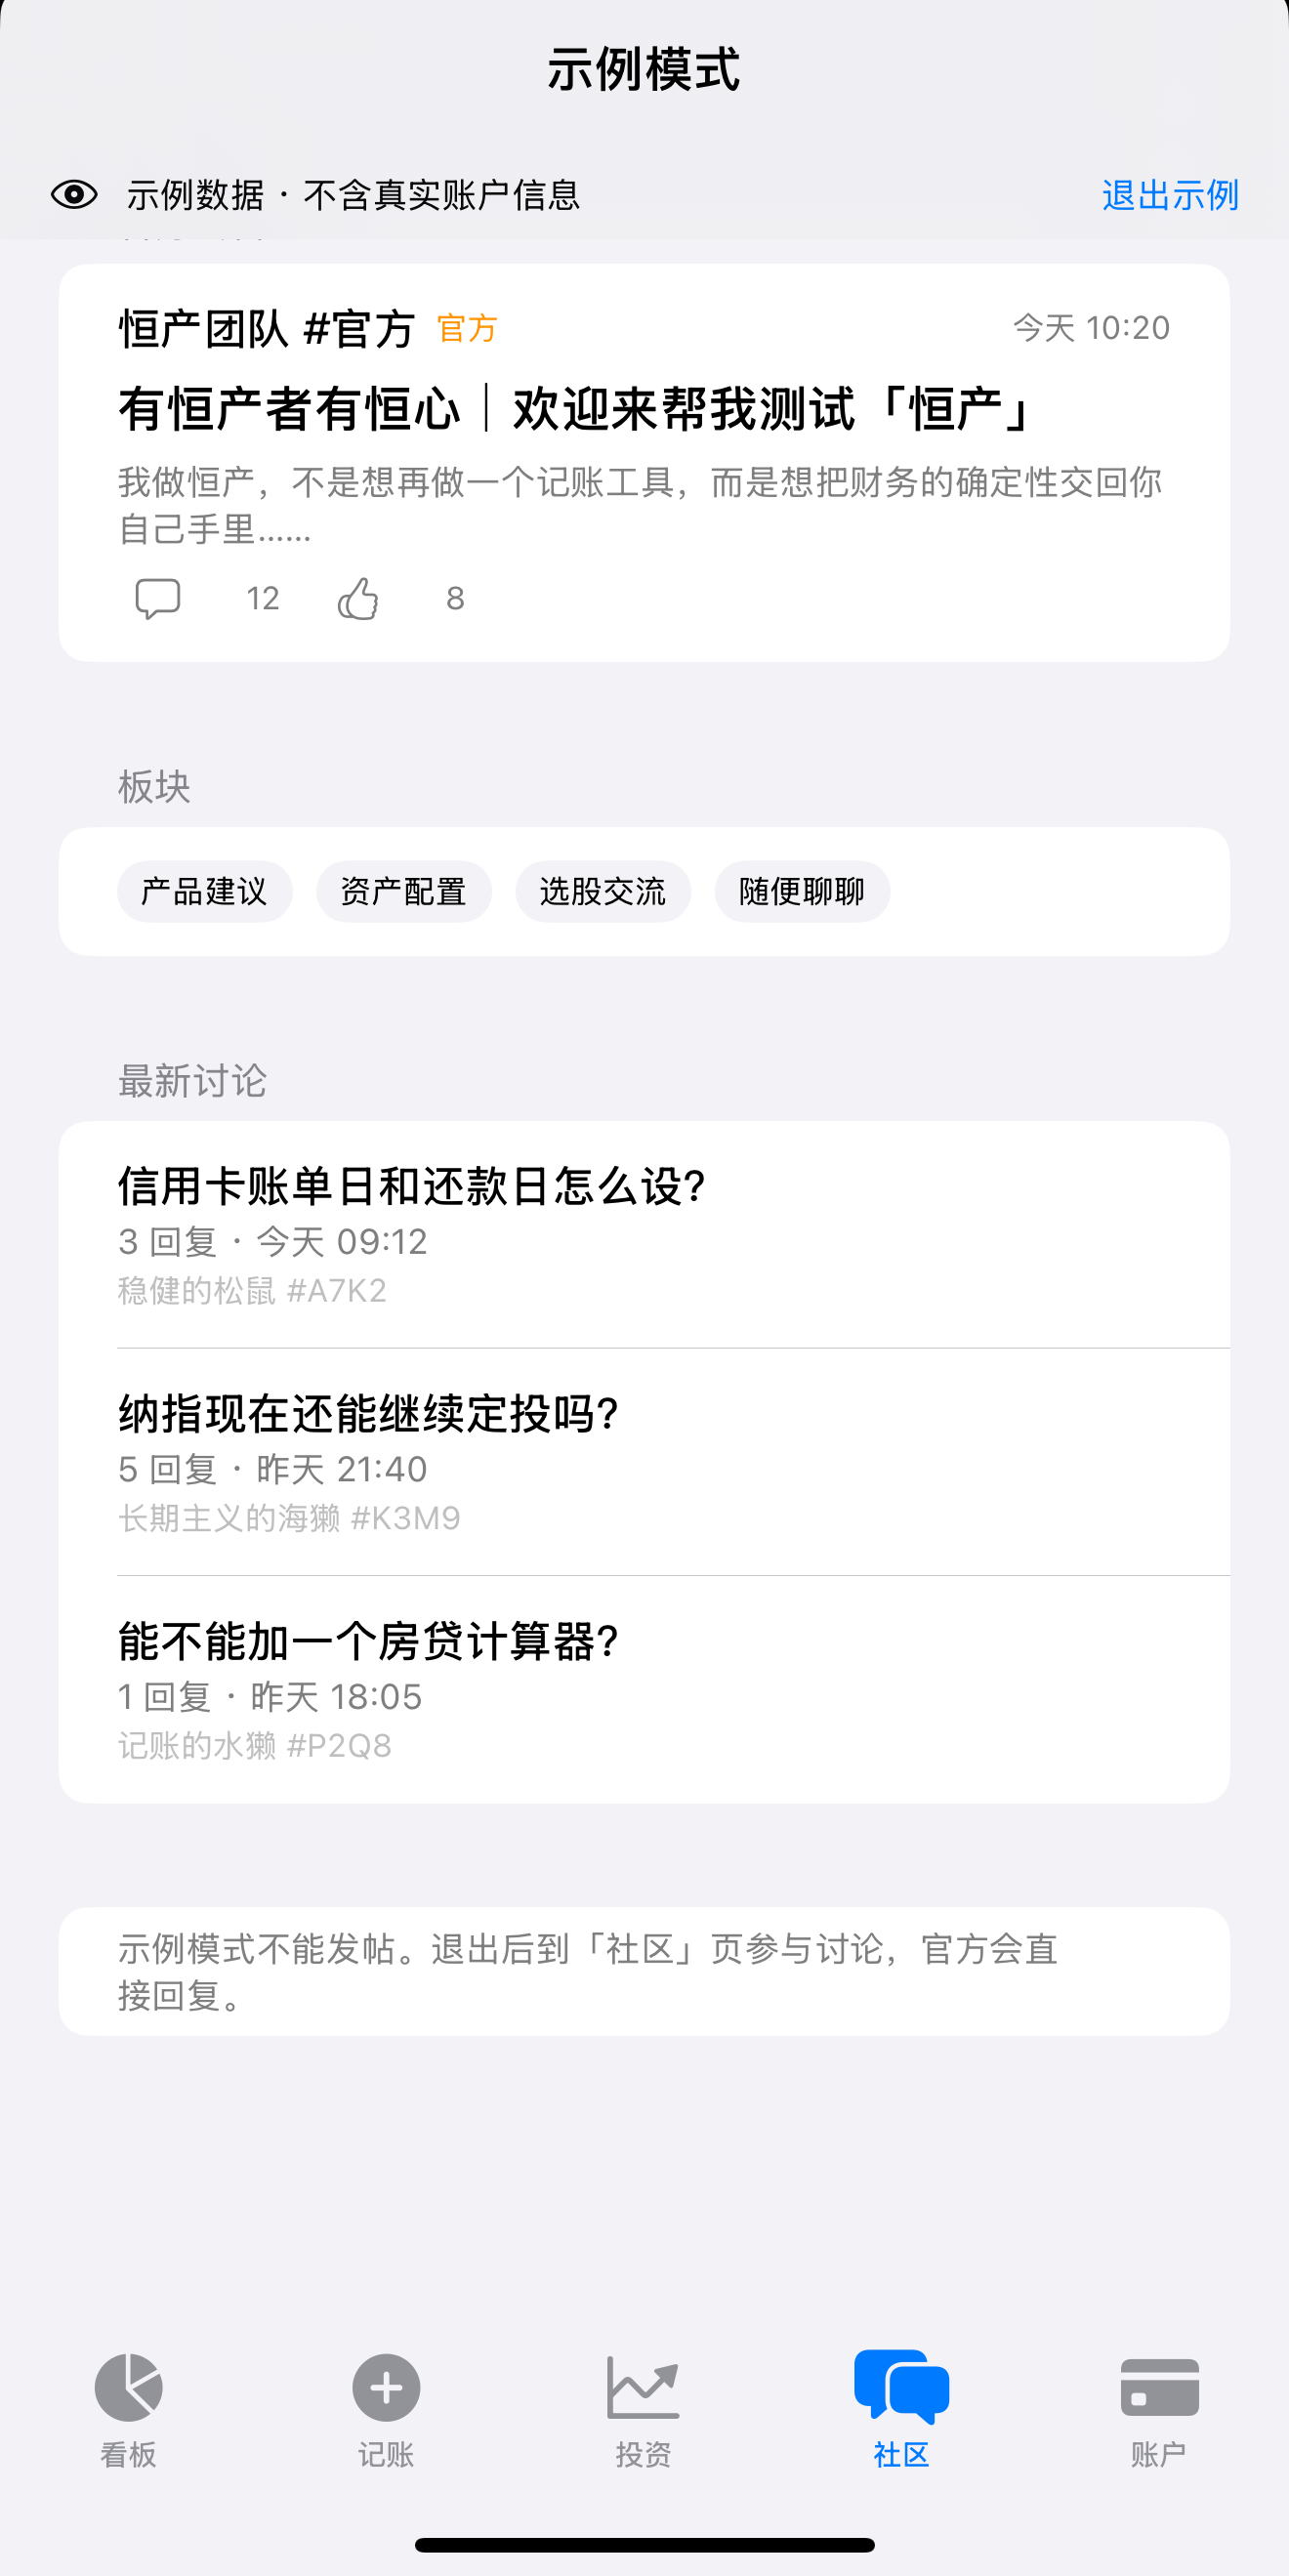 示例模式
示例数据 · 不含真实账户信息
退出示例
恒产团队 #官方 官方
今天 10:20
有恒产者有恒心｜欢迎来帮我测试「恒产」
我做恒产，不是想再做一个记账工具，而是想把财务的确定性交回你
自己手里……
12 8
板块
产品建议 资产配置 选股交流 随便聊聊
最新讨论
信用卡账单日和还款日怎么设?
3 回复 · 今天 09:12
稳健的松鼠 #A7K2
纳指现在还能继续定投吗?
5 回复 · 昨天 21:40
长期主义的海獭 #K3M9
能不能加一个房贷计算器?
1 回复 · 昨天 18:05
记账的水獭 #P2Q8
示例模式不能发帖。退出后到「社区」页参与讨论，官方会直
接回复。
看板 记账 投资 社区 账户